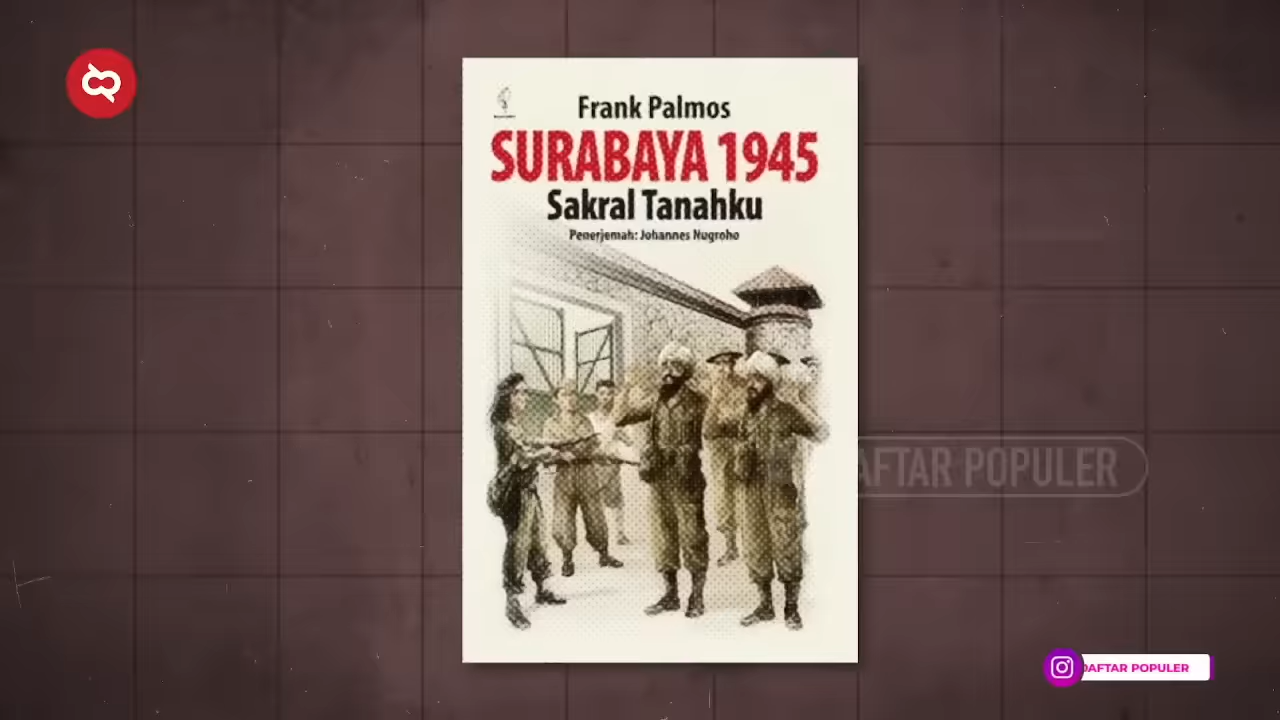 Frank Palmos
SURABAYA 1945
Sakral Tanahku
Penerjemah: Johannes Nugroho
AFTAR POPULER
DAFTAR POPULER